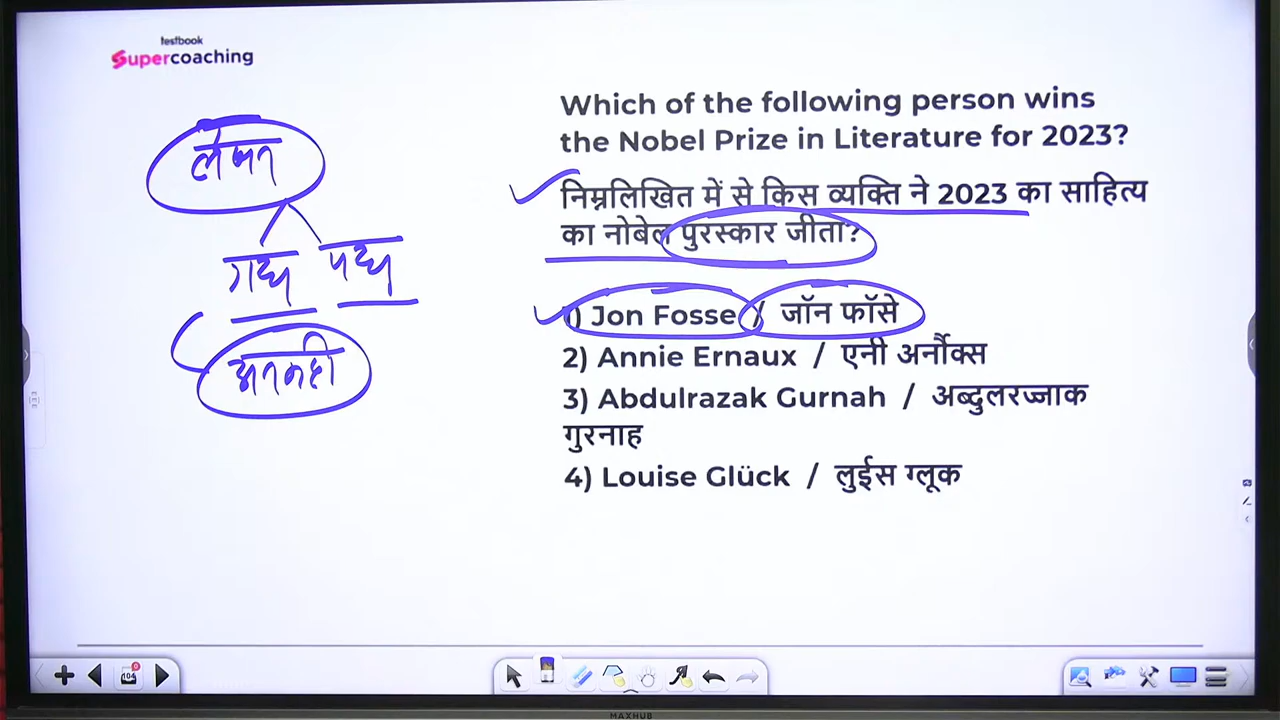 testbook
Supercoaching
लेखन
गद्य पद्य
Which of the following person wins
the Nobel Prize in Literature for 2023?
निम्नलिखित में से किस व्यक्ति ने 2023 का साहित्य
का नोबेल पुरस्कार जीता?
1) Jon Fosse / जॉन फॉसे
2) Annie Ernaux / एनी अर्नौक्स
3) Abdulrazak Gurnah / अब्दुलरज्जाक
गुरनाह
4) Louise Glück / लुईस ग्लूक
104
MAXHUB